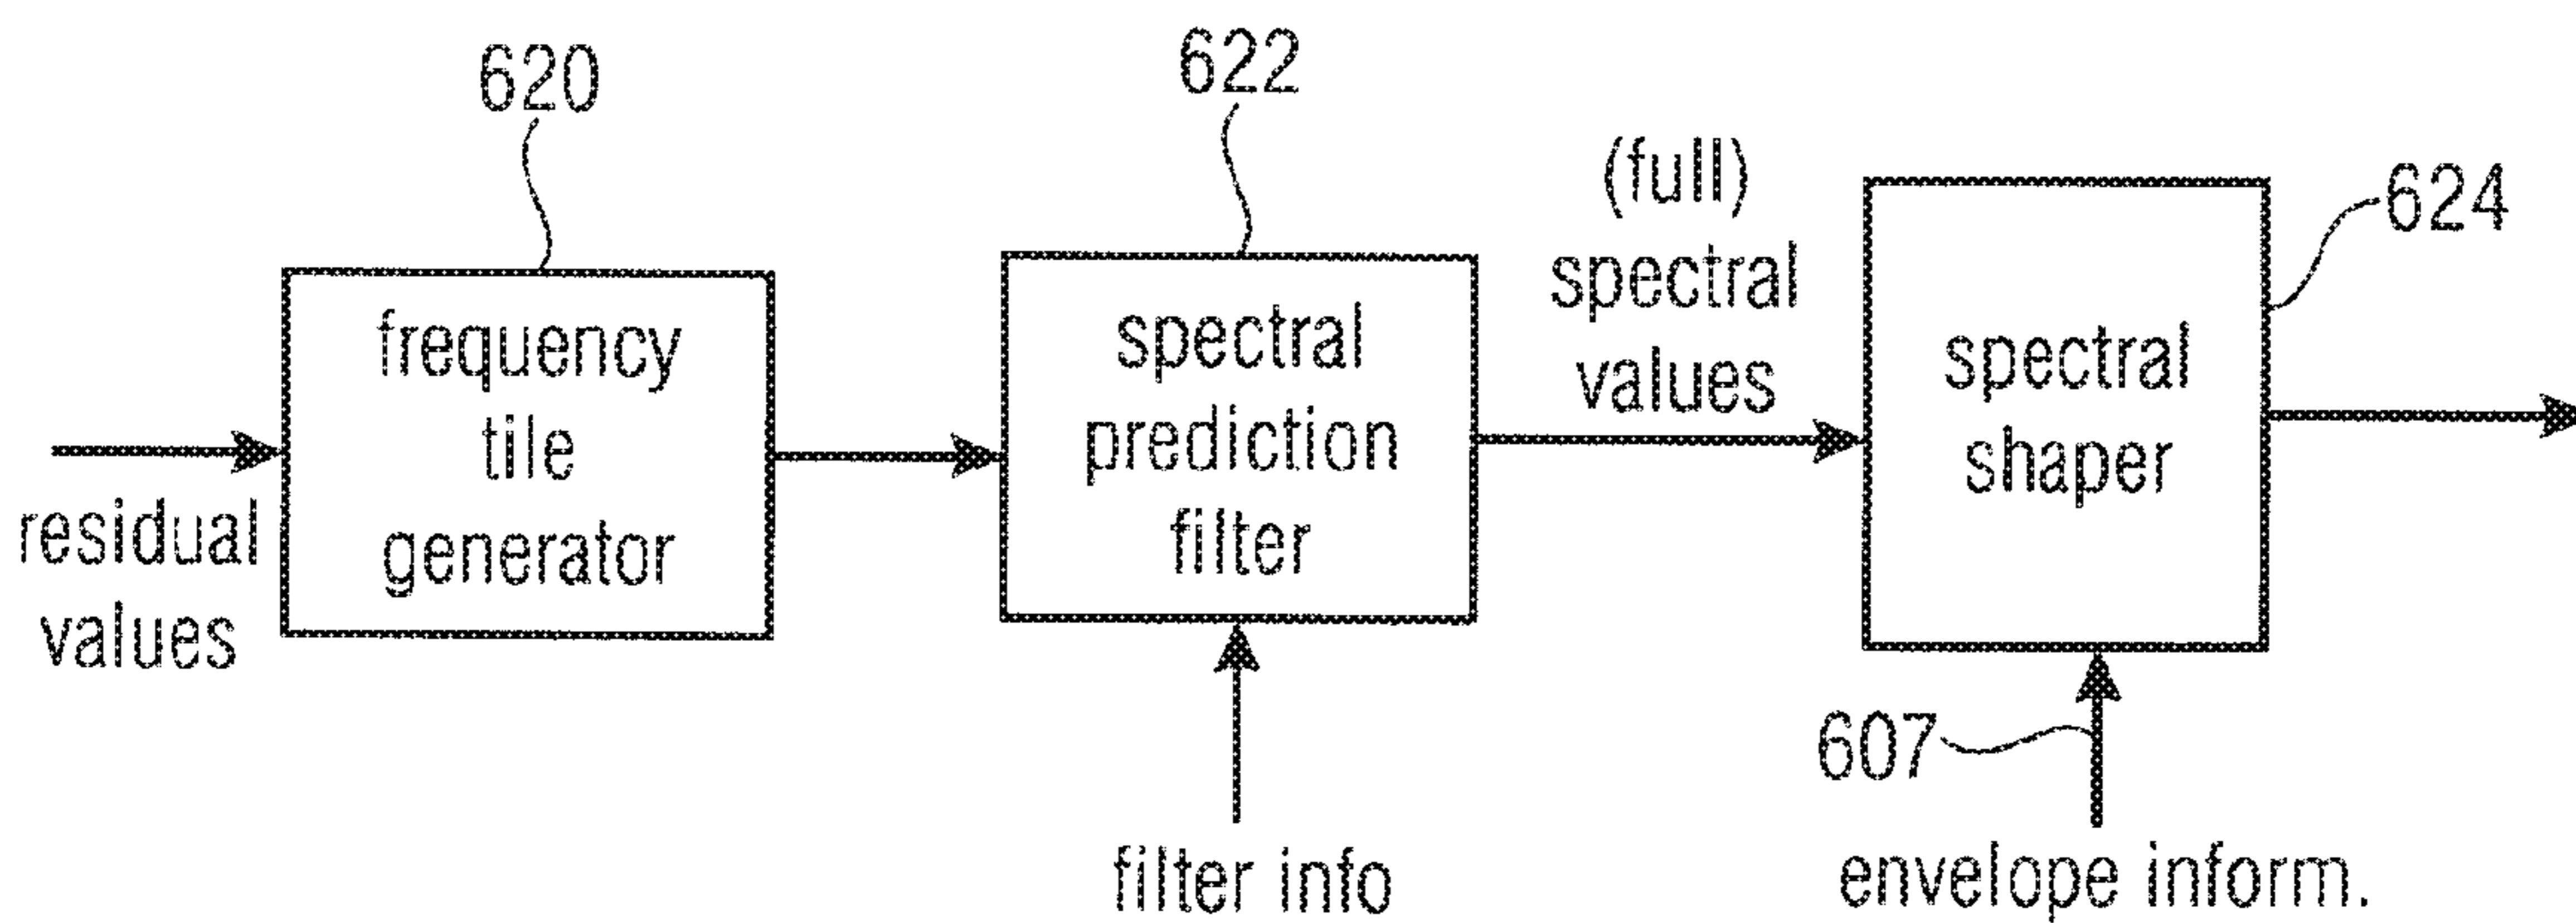 620
622
624
frequency
tile
generator
spectral
prediction
filter
(full)
spectral
values
spectral
shaper
residual
values
607
filter info
envelope inform.